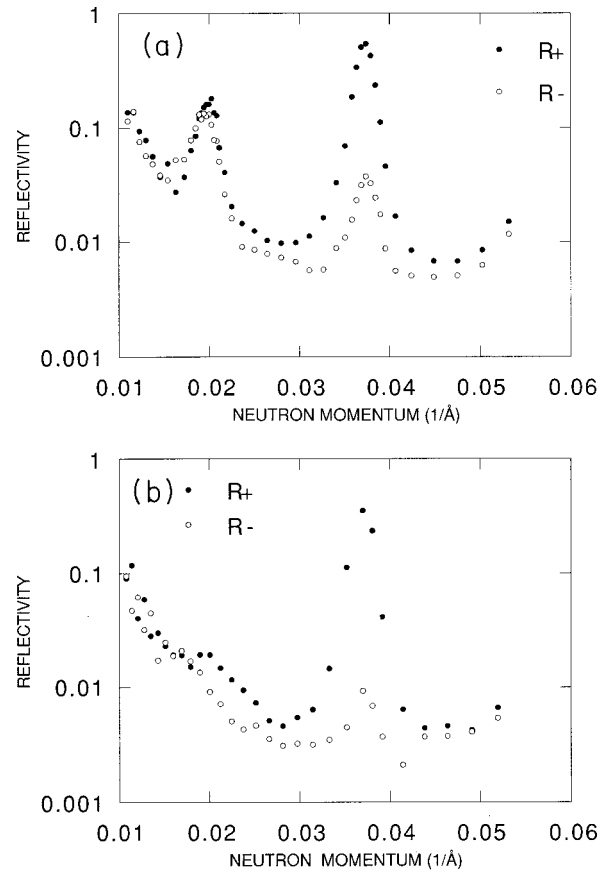 1
(a)
R+
R-
0.1
REFLECTIVITY
0.01
0.001
0.01 0.02 0.03 0.04 0.05 0.06
NEUTRON MOMENTUM (1/Å)
1
(b)
R+
R-
0.1
REFLECTIVITY
0.01
0.001
0.01 0.02 0.03 0.04 0.05 0.06
NEUTRON MOMENTUM (1/Å)